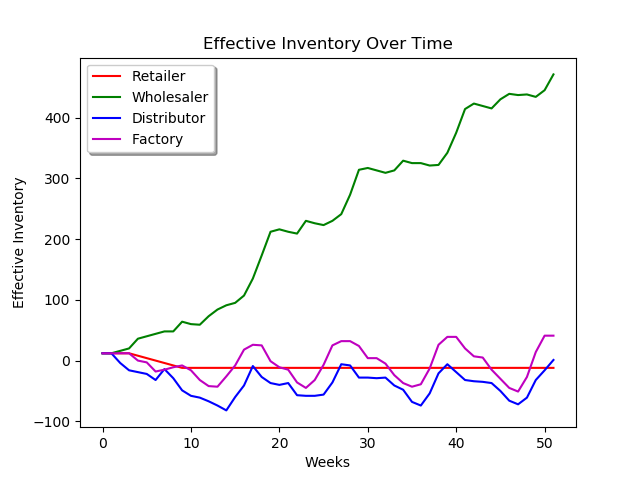 Effective Inventory Over Time
Retailer
Wholesaler
Distributor
Factory
Effective Inventory
400
300
200
100
0
−100
0
10
20
30
40
50
Weeks